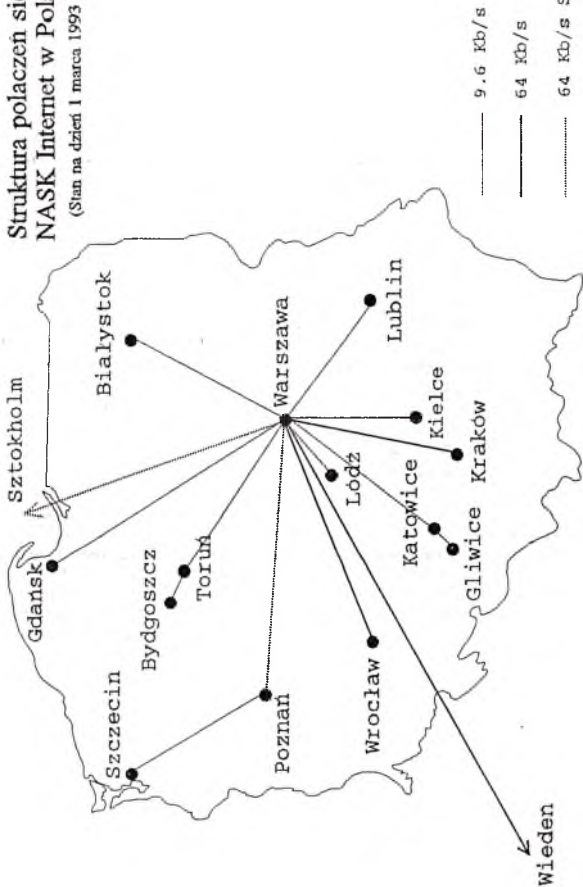 Struktura polaczeń si
NASK Internet w Pol
(Stan na dzień 1 marca 1993
Sztokholm
Gdańsk
Białystok
Szczecin
Bydgoszcz
Toruń
Warszawa
Poznań
Łódź
Lublin
Wrocław
Kielce
Katowice
Kraków
Gliwice
Wieden
9.6 Kb/s
64 Kb/s
64 Kb/s